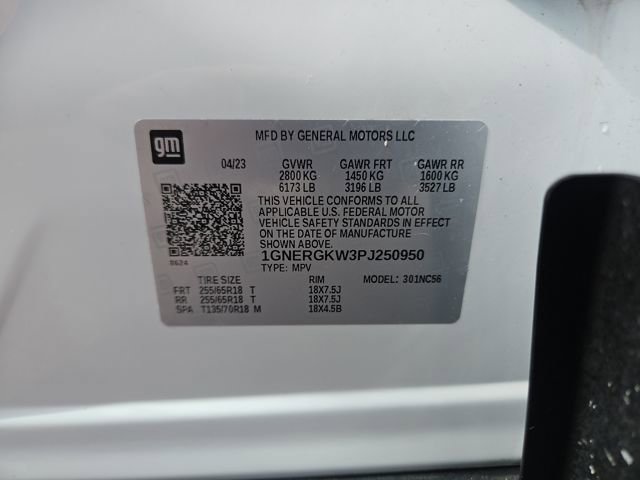 gm
MFD BY GENERAL MOTORS LLC
04/23 GVWR GAWR FRT GAWR RR
2800 KG 1450 KG 1600 KG
6173 LB 3196 LB 3527 LB
THIS VEHICLE CONFORMS TO ALL
APPLICABLE U.S. FEDERAL MOTOR
VEHICLE SAFETY STANDARDS IN EFFECT
ON THE DATE OF MANUFACTURE
SHOWN ABOVE.
1GNERGKW3PJ250950
0624
TYPE: MPV MODEL: 301NC56
TIRE SIZE RIM
FRT 255/65R18 T 18X7.5J
RR 255/65R18 T 18X7.5J
SPA T135/70R18 M 18X4.5B